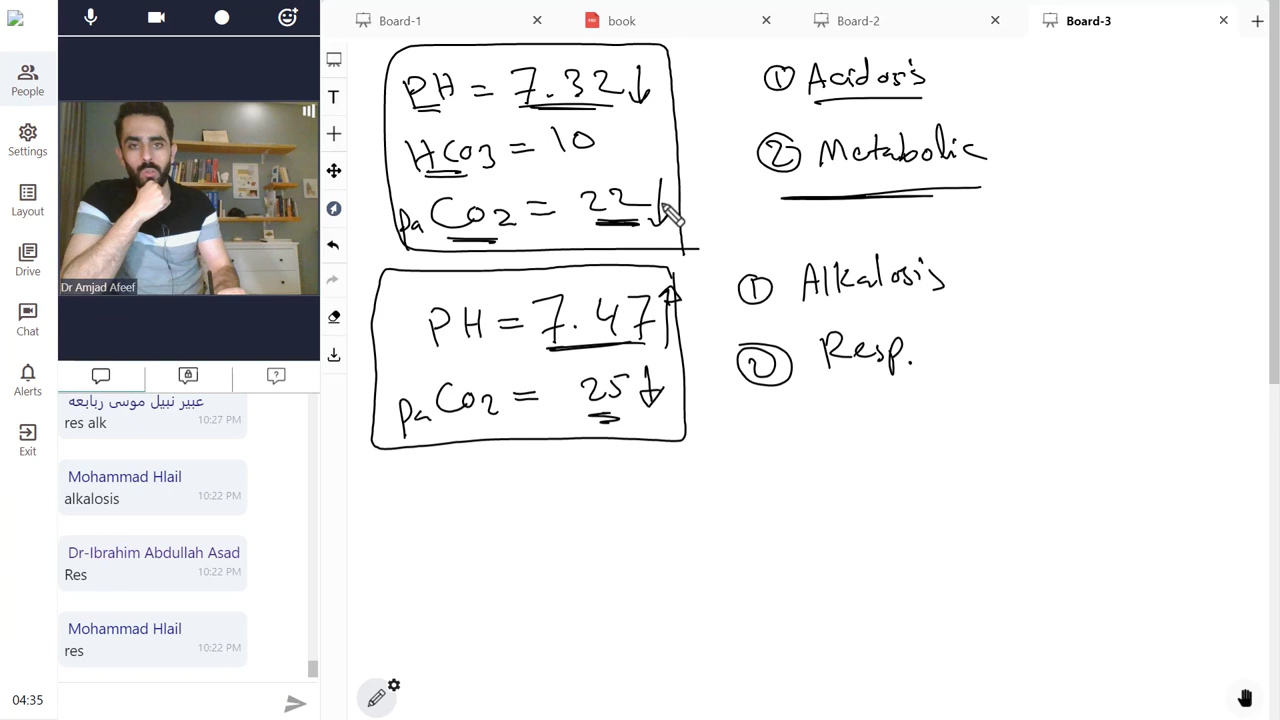 Board-1
book
Board-2
Board-3
People
Settings
Layout
Drive
Chat
Alerts
Exit
04:35
Dr Amjad Afeef
عبير نبيل موسى ربابعه
res alk
10:27 PM
Mohammad Hlail
alkalosis
10:22 PM
Dr-Ibrahim Abdullah Asad
Res
10:22 PM
Mohammad Hlail
res
10:22 PM
PH = 7.32 ↓
HCO3 = 10
paCo2 = 22 ↓
PH = 7.47 ↑
paCo2 = 25 ↓
① Acidosis
② Metabolic
① Alkalosis
② Resp.